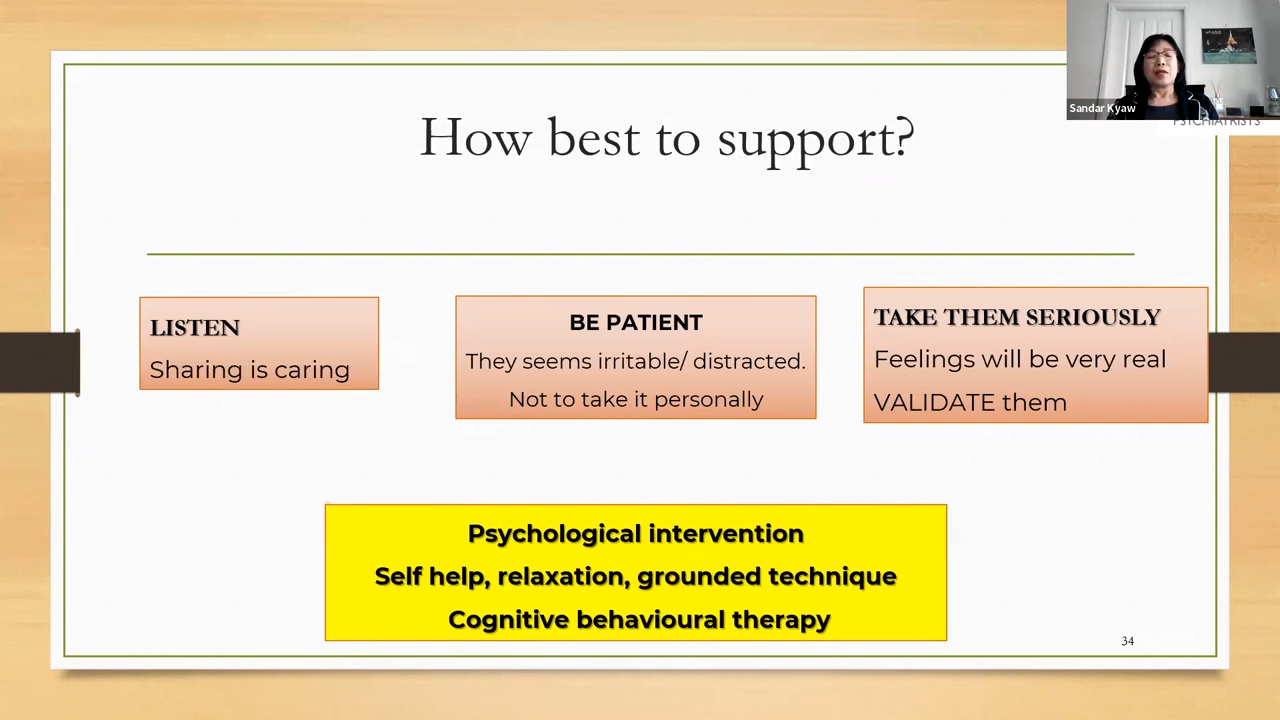 Sandar Kyaw
PSYCHIATRISTS
How best to support?
LISTEN
Sharing is caring
BE PATIENT
They seems irritable/ distracted.
Not to take it personally
TAKE THEM SERIOUSLY
Feelings will be very real
VALIDATE them
Psychological intervention
Self help, relaxation, grounded technique
Cognitive behavioural therapy
34